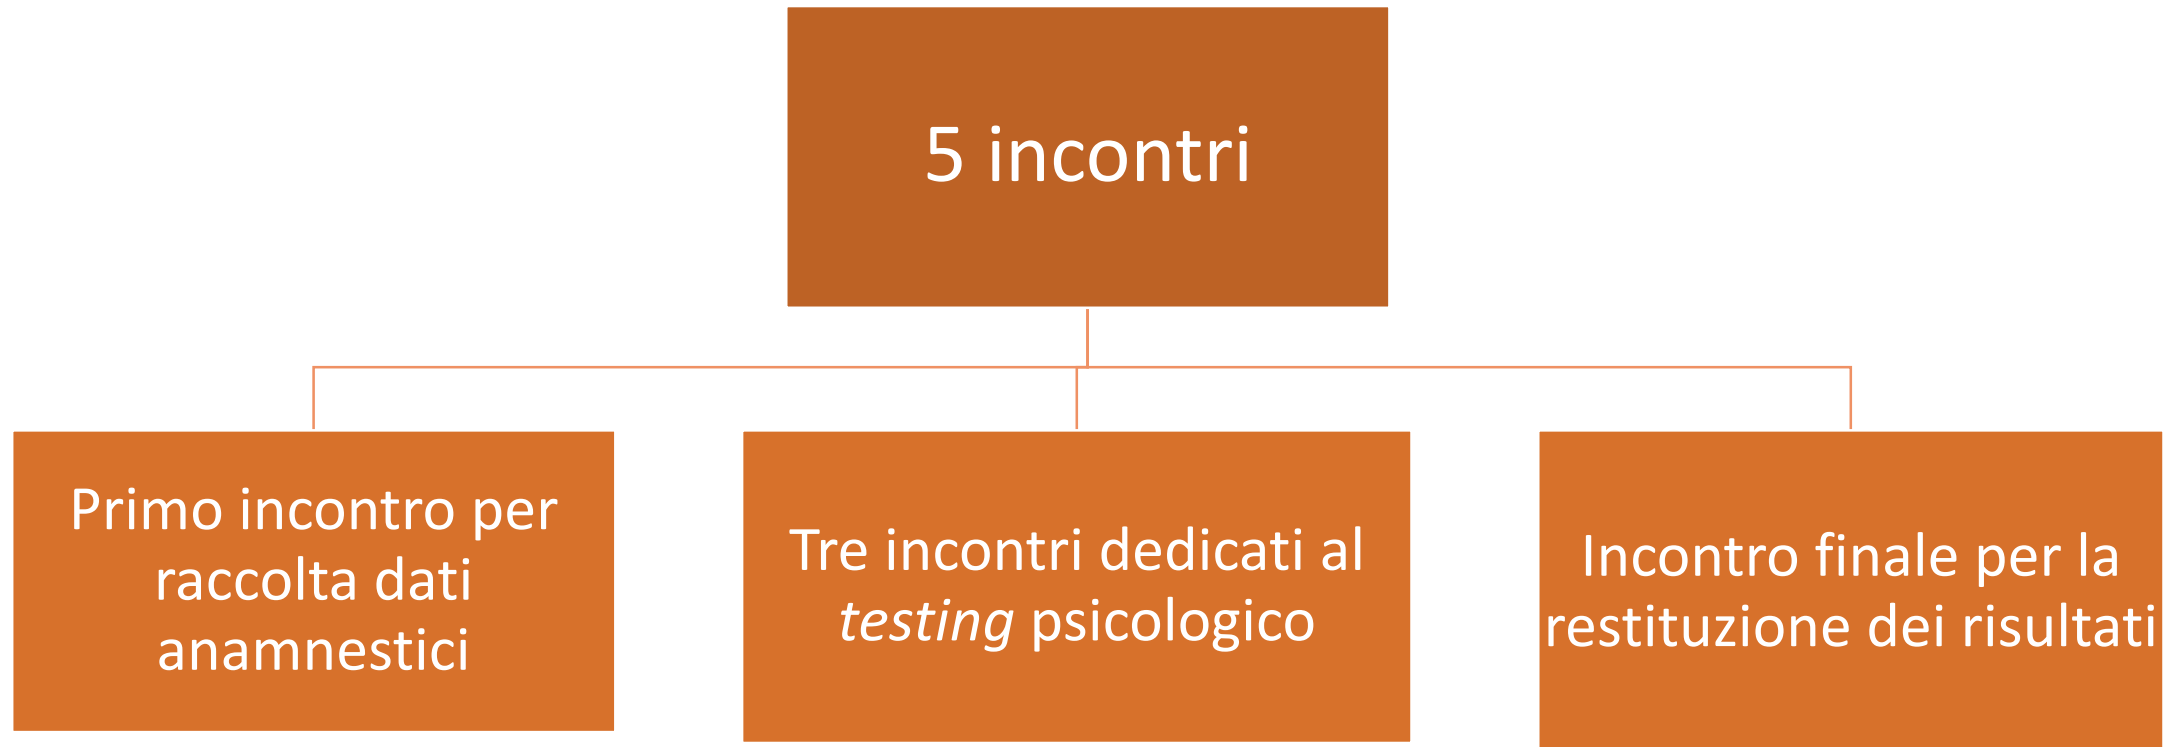 5 incontri
Primo incontro per
raccolta dati
anamnestici
Tre incontri dedicati al
testing psicologico
Incontro finale per la
restituzione dei risultati